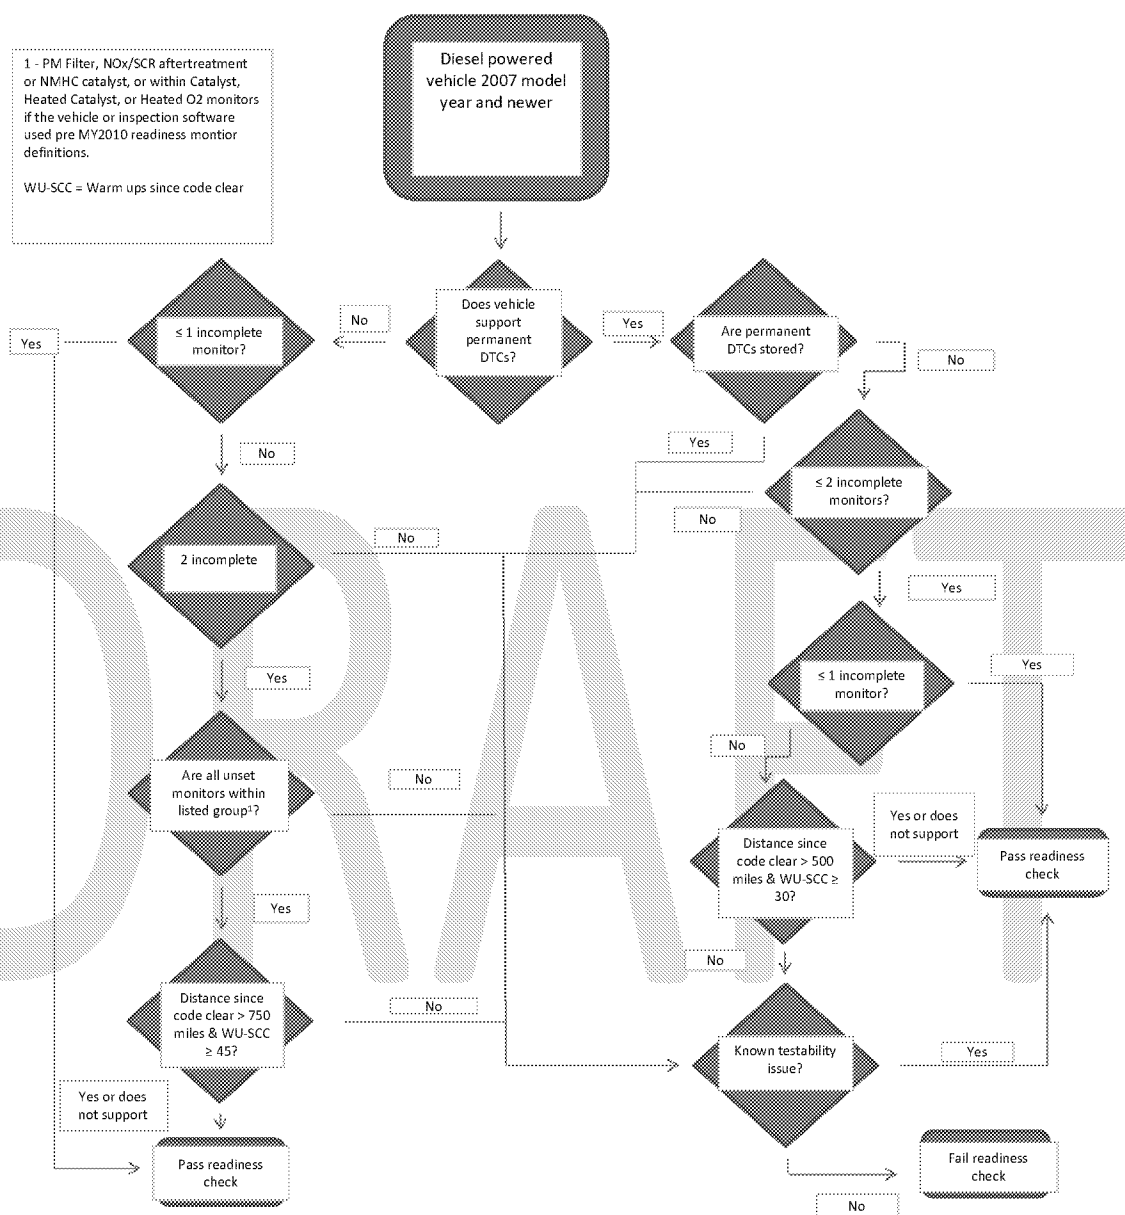 1 - PM Filter, NOx/SCR aftertreatment
or NMHC catalyst, or within Catalyst,
Heated Catalyst, or Heated O2 monitors
if the vehicle or inspection software
used pre MY2010 readiness montior
definitions.
WU-SCC = Warm ups since code clear
Diesel powered
vehicle 2007 model
year and newer
Does vehicle
support
permanent
DTCs?
No
Yes
≤ 1 incomplete
monitor?
Yes
No
Are permanent
DTCs stored?
No
Yes
≤ 2 incomplete
monitors?
No
Yes
2 incomplete
No
Yes
≤ 1 incomplete
monitor?
Yes
No
Are all unset
monitors within
listed group¹?
No
Yes
Distance since
code clear > 500
miles & WU-SCC ≥
30?
Yes or does
not support
No
Pass readiness
check
Distance since
code clear > 750
miles & WU-SCC
≥ 45?
No
Yes or does
not support
Known testability
issue?
Yes
No
Pass readiness
check
Fail readiness
check
DRAFT